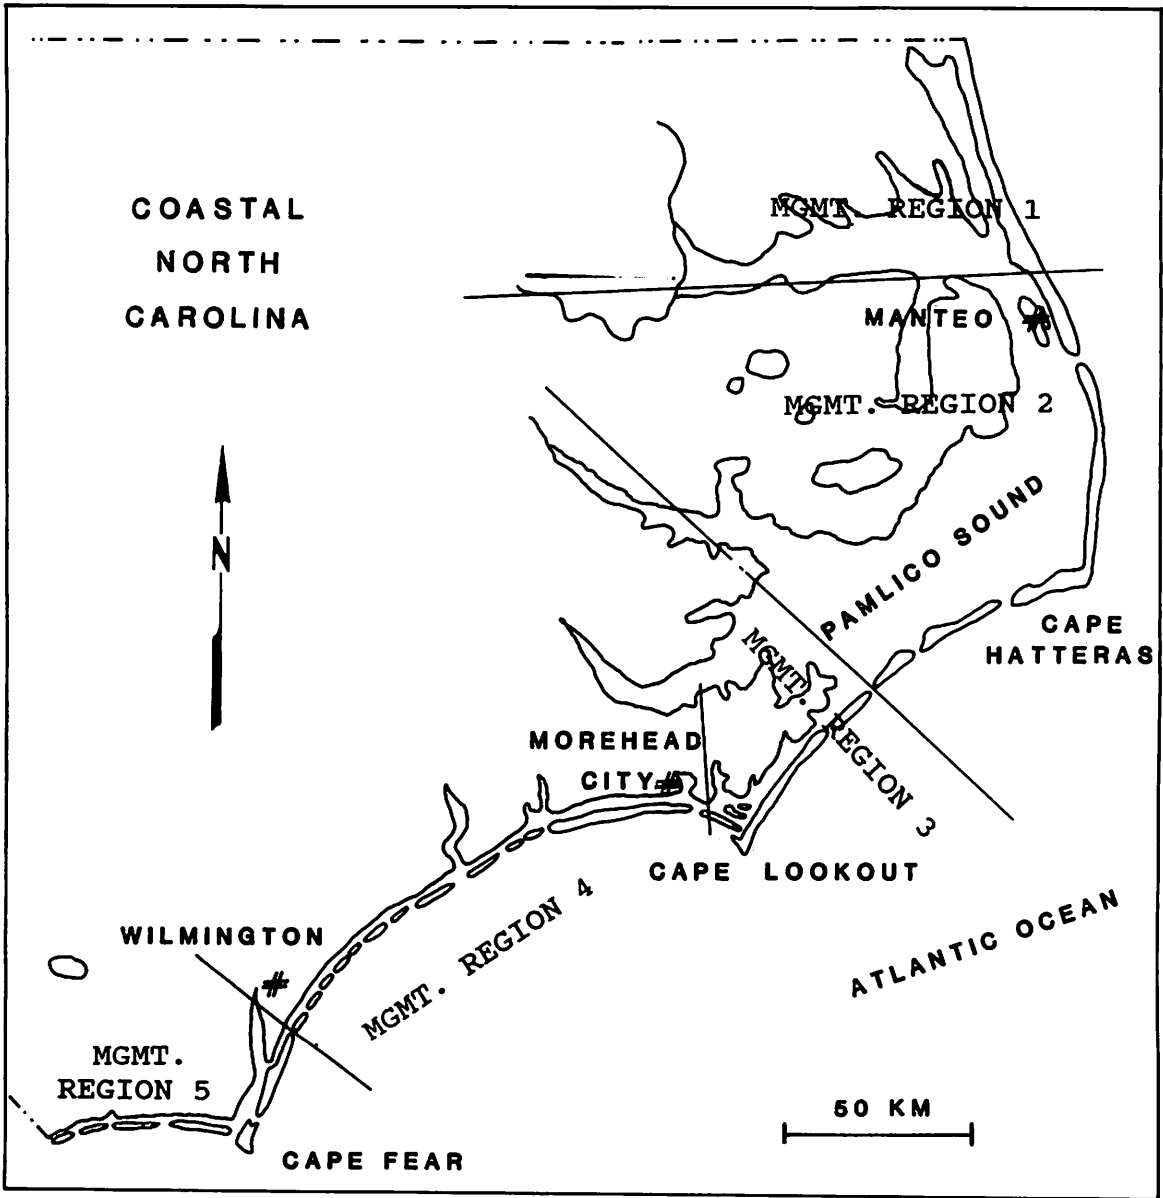 COASTAL
NORTH
CAROLINA
MGMT. REGION 1
MANTEO
MGMT. REGION 2
N
PAMLICO SOUND
CAPE
HATTERAS
MGMT. REGION 3
MOREHEAD
CITY
CAPE LOOKOUT
MGMT. REGION 4
ATLANTIC OCEAN
WILMINGTON
MGMT.
REGION 5
50 KM
CAPE FEAR